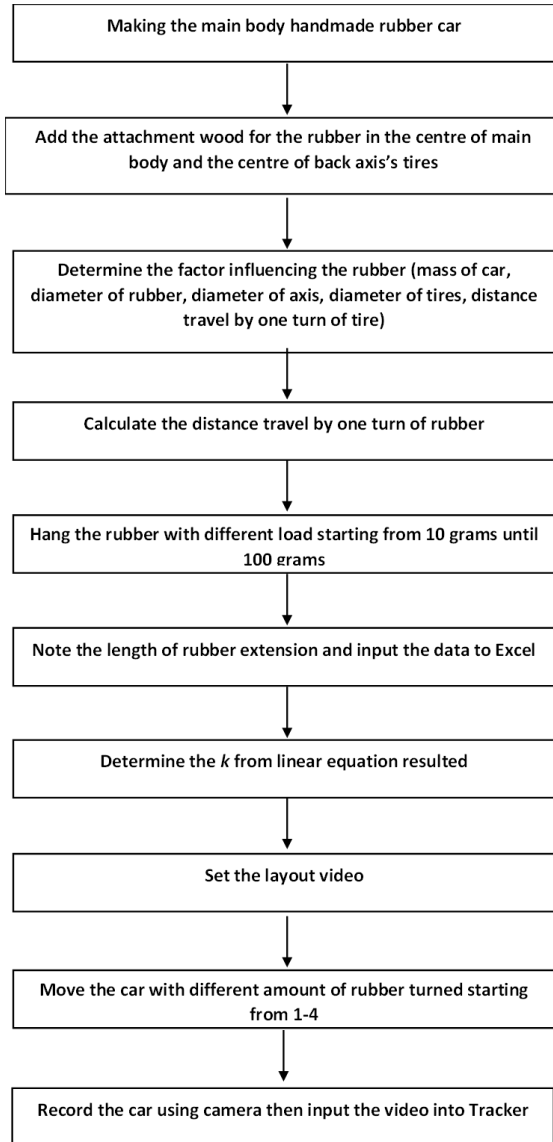 Making the main body handmade rubber car
Add the attachment wood for the rubber in the centre of main
body and the centre of back axis's tires
Determine the factor influencing the rubber (mass of car,
diameter of rubber, diameter of axis, diameter of tires, distance
travel by one turn of tire)
Calculate the distance travel by one turn of rubber
Hang the rubber with different load starting from 10 grams until
100 grams
Note the length of rubber extension and input the data to Excel
Determine the k from linear equation resulted
Set the layout video
Move the car with different amount of rubber turned starting
from 1-4
Record the car using camera then input the video into Tracker